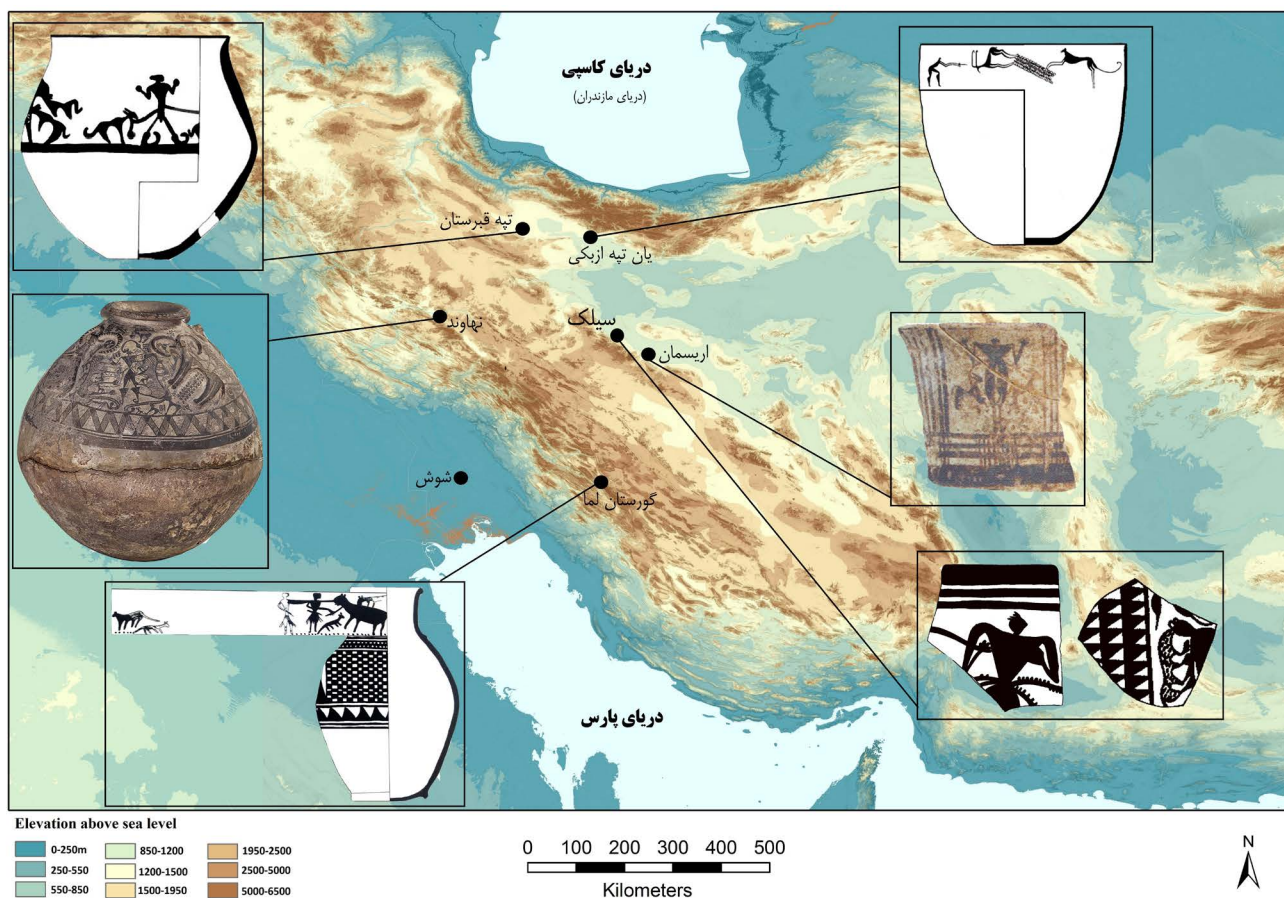 دریای کاسپی
(دریای مازندران)
تپه قبرستان
یان تپه ازبکی
نهاوند
سیلک
اریسمان
شوش
گورستان لما
دریای پارس
Elevation above sea level
0-250m
250-550
550-850
850-1200
1200-1500
1500-1950
1950-2500
2500-5000
5000-6500
0 100 200 300 400 500
Kilometers
N